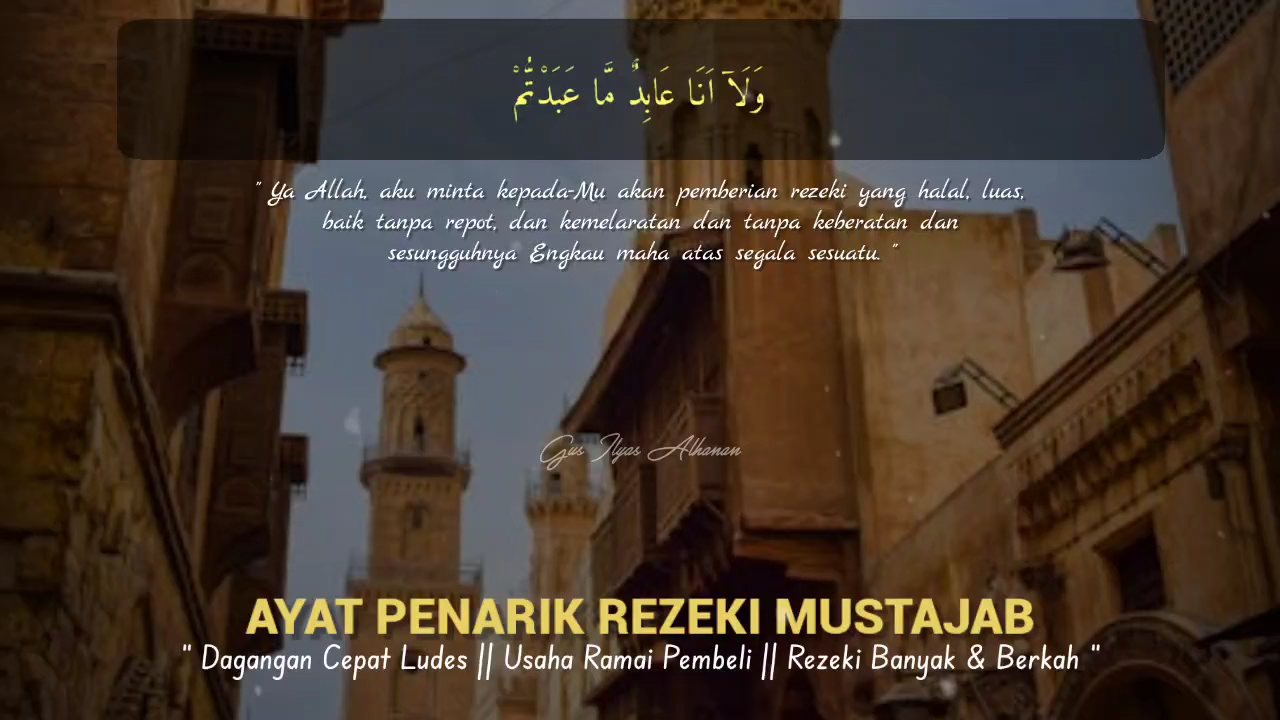 وَلَآ اَنَا عَابِدٌ مَّا عَبَدْتُّمْ
" Ya Allah, aku minta kepada-Mu akan pemberian rezeki yang halal, luas,
baik tanpa repot, dan kemelaratan dan tanpa keberatan dan
sesungguhnya Engkau maha atas segala sesuatu. "
Gus Ilyas Alhanan
AYAT PENARIK REZEKI MUSTAJAB
" Dagangan Cepat Ludes || Usaha Ramai Pembeli || Rezeki Banyak & Berkah "